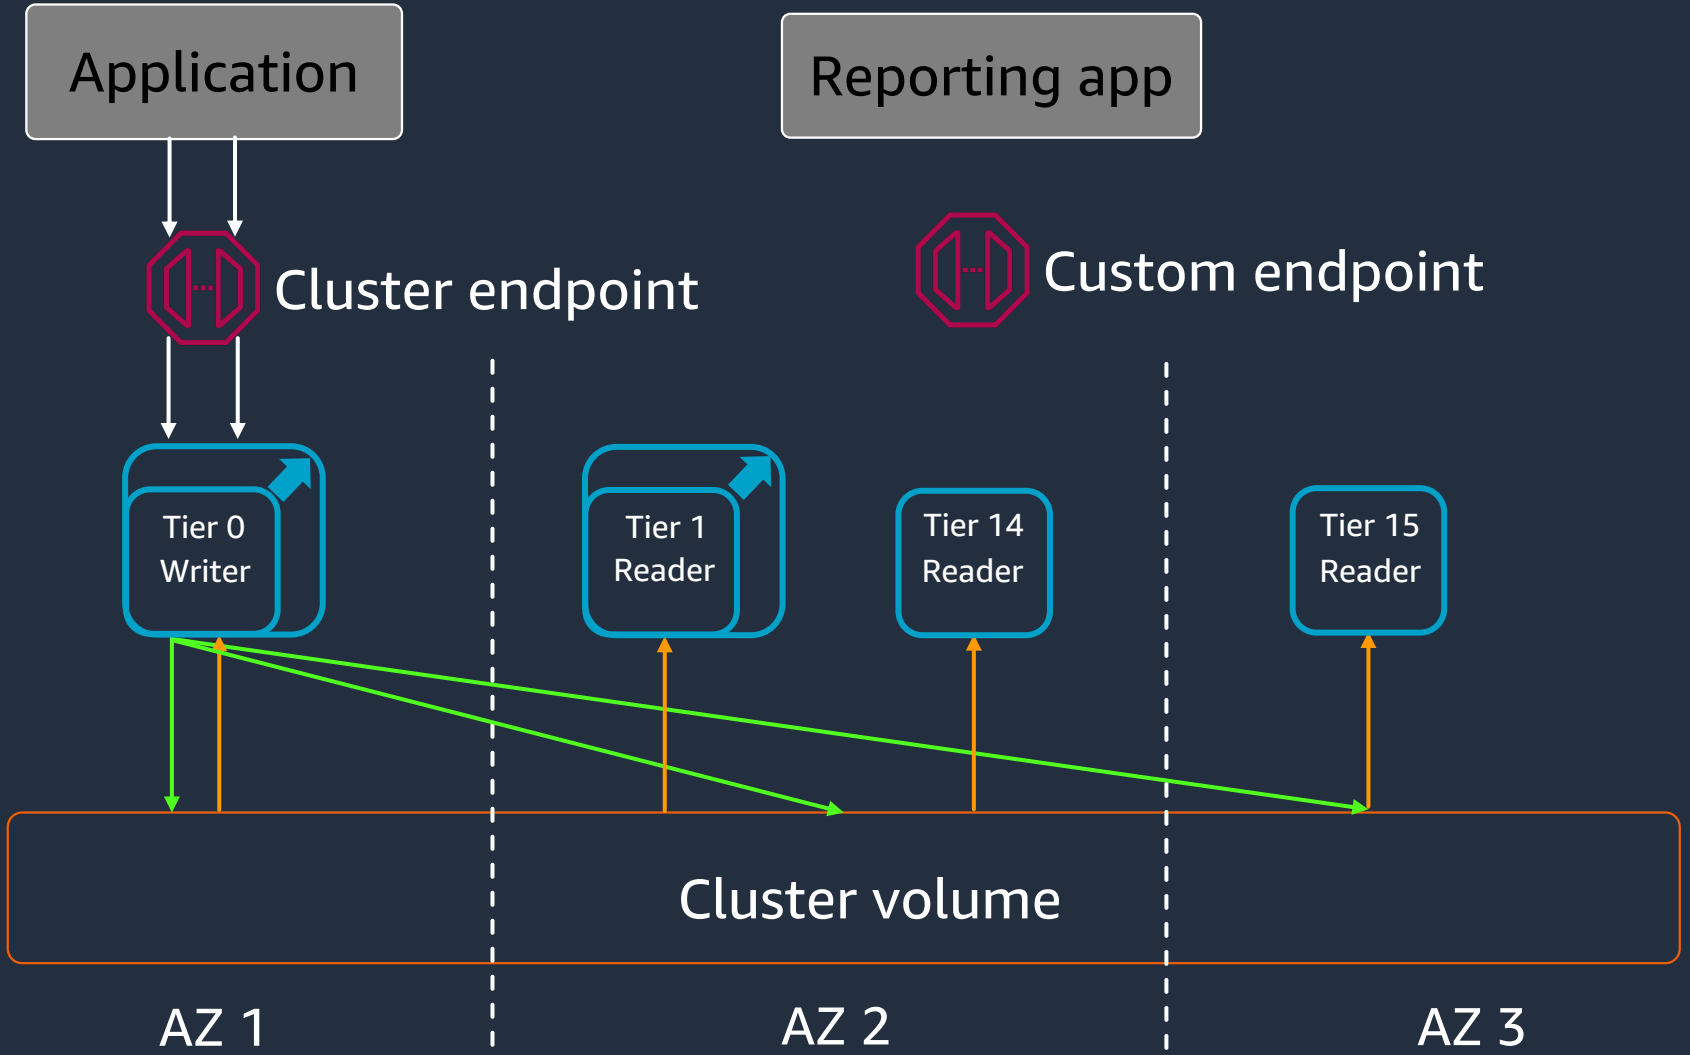 Application
Reporting app
Cluster endpoint
Custom endpoint
Tier 0
Writer
Tier 1
Reader
Tier 14
Reader
Tier 15
Reader
Cluster volume
AZ 1
AZ 2
AZ 3